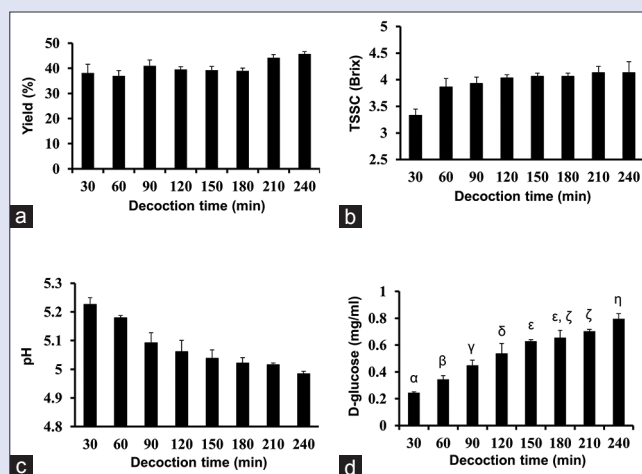 50
40
30
20
10
0
Yield (%)
30 60 90 120 150 180 210 240
Decoction time (min)
a
5
4.5
4
3.5
3
2.5
TSSC (Brix)
30 60 90 120 150 180 210 240
Decoction time (min)
b
5.3
5.2
5.1
5
4.9
4.8
pH
30 60 90 120 150 180 210 240
Decoction time (min)
c
1
0.8
0.6
0.4
0.2
0
D-glucose (mg/ml)
α β γ δ ε ε, ζ ζ η
30 60 90 120 150 180 210 240
Decoction time (min)
d